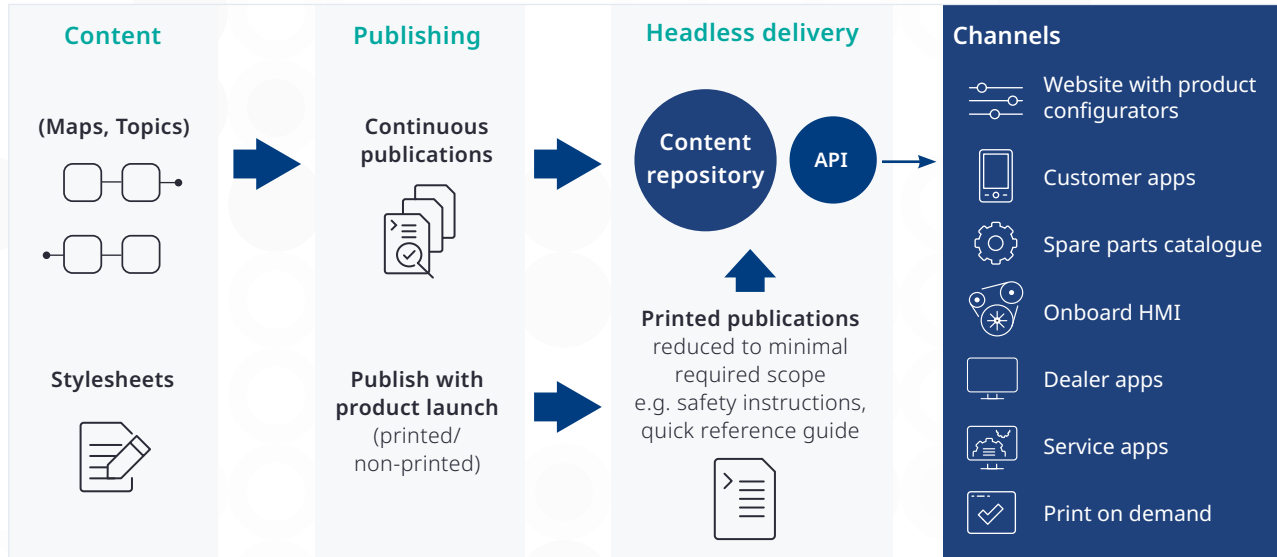 Content
(Maps, Topics)
Stylesheets
Publishing
Continuous
publications
Publish with
product launch
(printed/
non-printed)
Headless delivery
Content
repository
API
Printed publications
reduced to minimal
required scope
e.g. safety instructions,
quick reference guide
Channels
Website with product
configurators
Customer apps
Spare parts catalogue
Onboard HMI
Dealer apps
Service apps
Print on demand